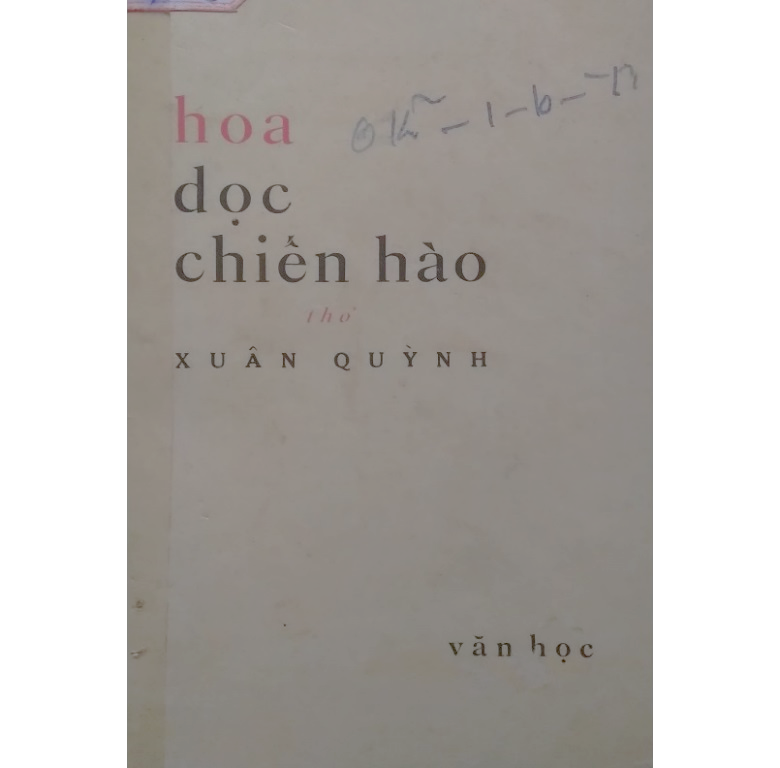 hoa
dọc
chiến hào
thơ
XUÂN QUỲNH
văn học